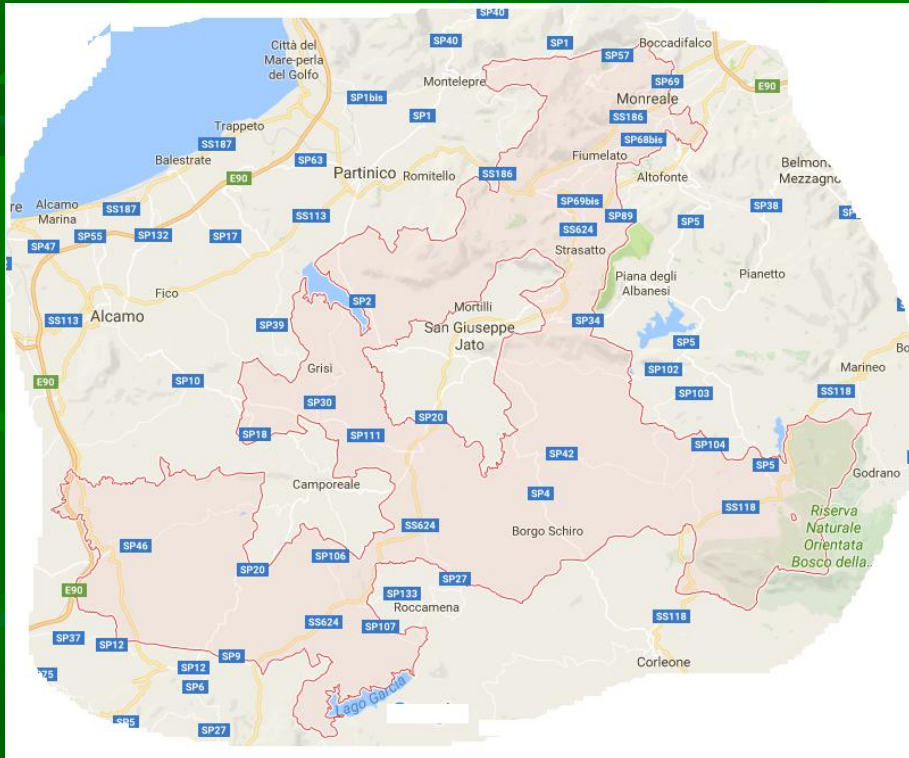 SP40
SP40
SP1
Boccadifalco
Città del
Mare-perla
del Golfo
SP57
Montelepre
SP69
E90
SP1bis
Monreale
SP1
SS186
Trappeto
SS187
SP68bis
Balestrate
SP63
Fiumelato
Partinico
Romitello
SS186
Altofonte
Belmon
Mezzagno
E90
SP69bis
re
Alcamo
Marina
SS187
SS113
SP89
SP38
SP
SP5
SP47
SP55
SP132
SP17
SS624
Strasatto
Piana degli
Albanesi
Pianetto
Fico
SP2
Mortilli
SS113
Alcamo
SP39
San Giuseppe
Jato
SP34
SP5
Marineo
Grisi
SP102
SP10
E90
SP103
SS118
SP30
SP20
SP18
SP111
SP104
SP42
SP5
Godrano
Camporeale
SP4
SS118
Riserva
Naturale
Orientata
Bosco della..
SS624
Borgo Schiro
SP46
SP106
SP20
SP27
E90
SP133
Roccamena
SS118
SS624
SP107
SP37
SP12
SP9
SP12
Corleone
SP6
Lago Garcia
SP5
SP27